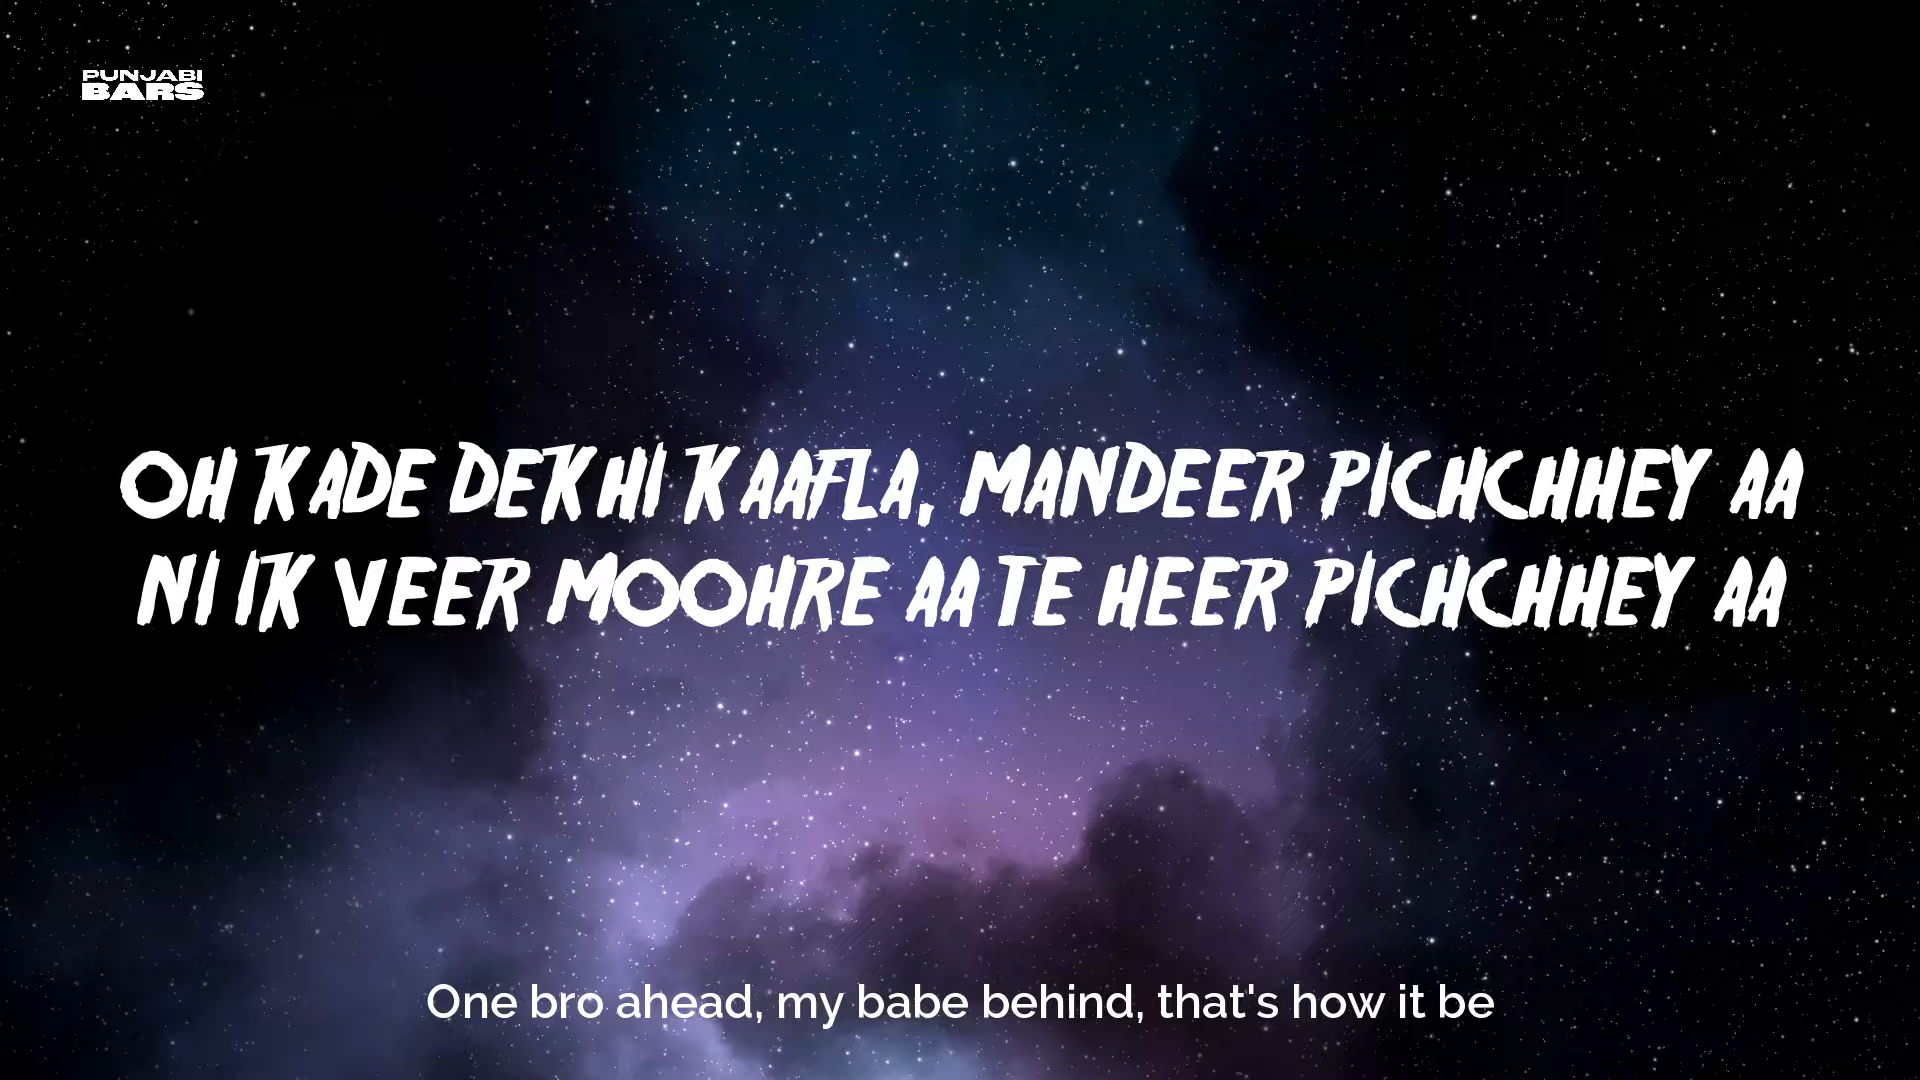 PUNJABI
BARS
OH KADE DEKHI KAAFLA, MANDEER PICHCHHEY AA
NI IK VEER MOOHRE AA TE HEER PICHCHHEY AA
One bro ahead, my babe behind, that's how it be